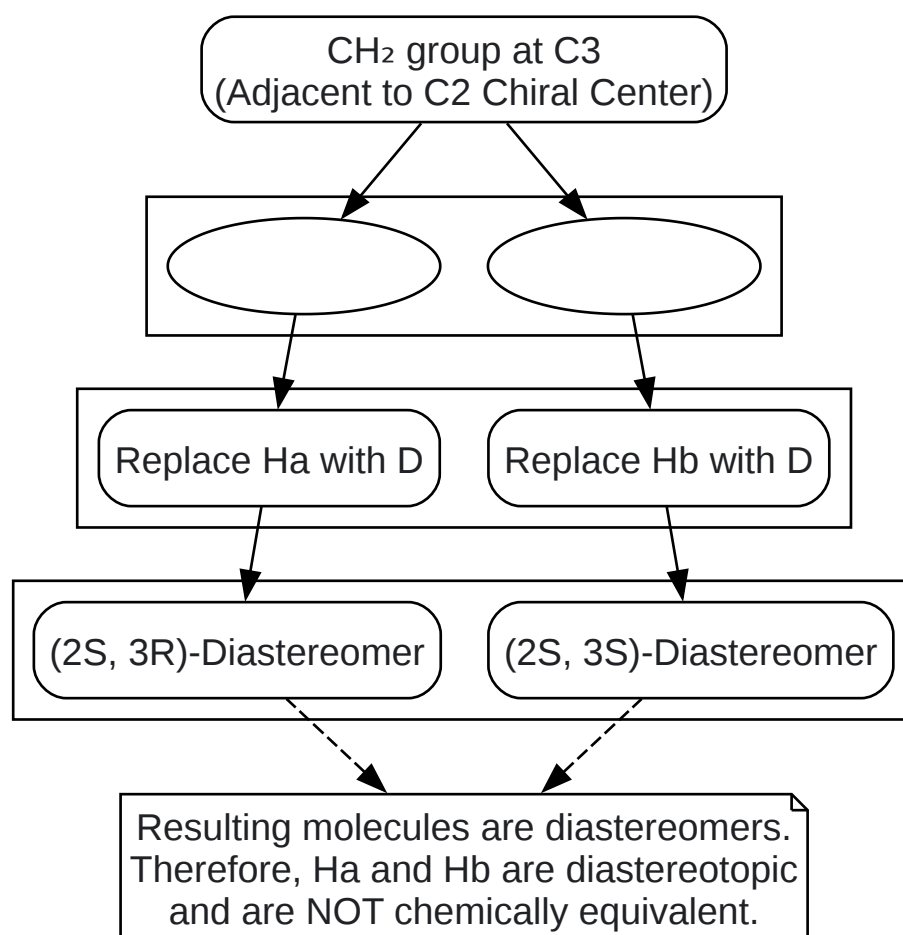 CH₂ group at C3
(Adjacent to C2 Chiral Center)
Replace Ha with D
Replace Hb with D
(2S, 3R)-Diastereomer
(2S, 3S)-Diastereomer
Resulting molecules are diastereomers.
Therefore, Ha and Hb are diastereotopic
and are NOT chemically equivalent.